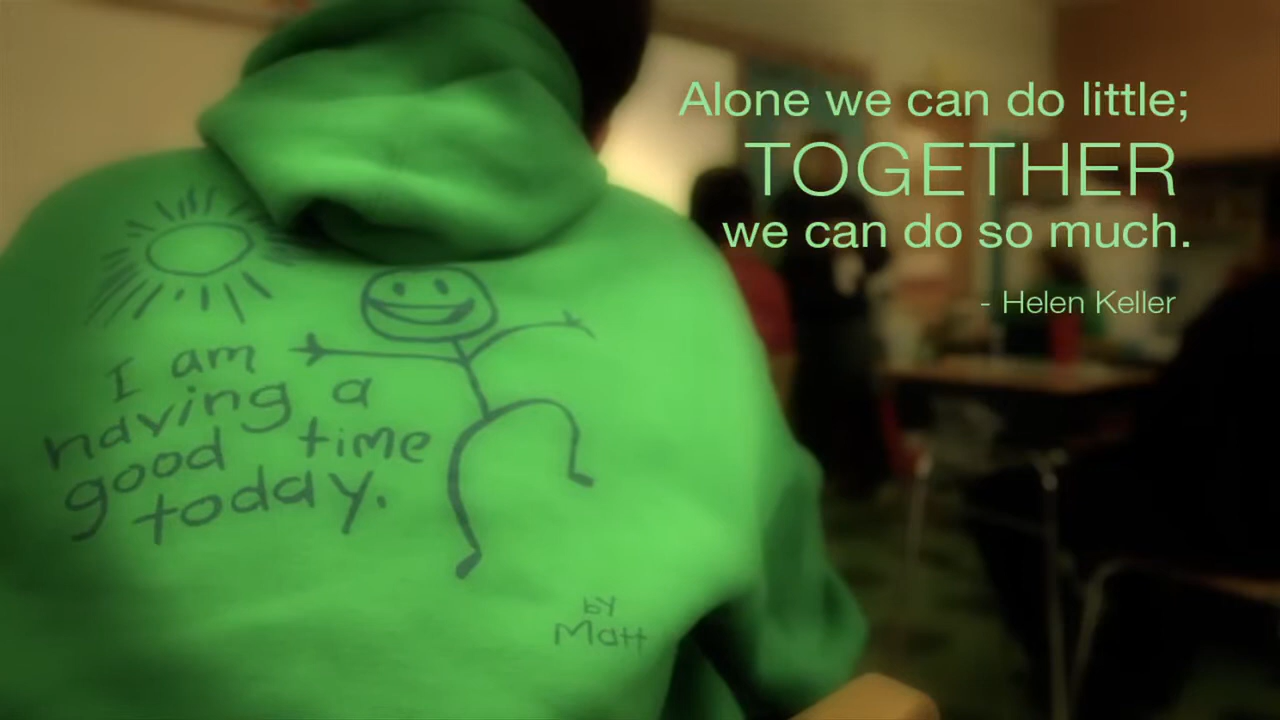 Alone we can do little;
TOGETHER
we can do so much.
- Helen Keller
I am
having a
good time
today.
by
Matt